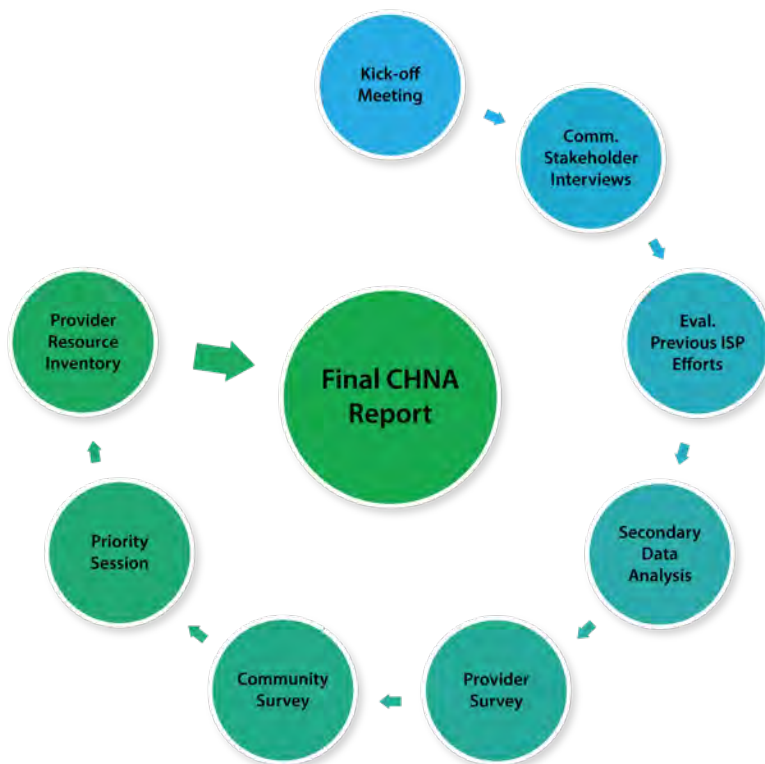 Kick-off
Meeting
Comm.
Stakeholder
Interviews
Eval.
Previous ISP
Efforts
Secondary
Data
Analysis
Provider
Survey
Community
Survey
Priority
Session
Provider
Resource
Inventory
Final CHNA
Report